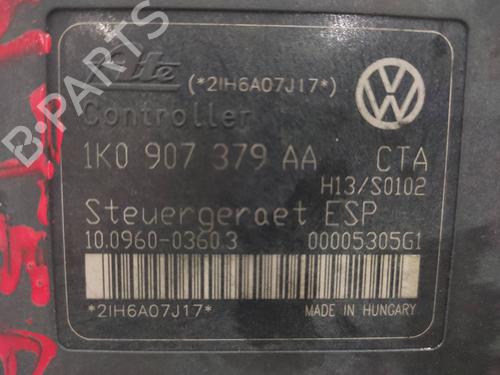 B-PARTS
Ate (*2IH6A07J17*)
Controller
1K0 907 379 AA CTA
H13/S0102
Steuergeraet ESP
10.0960-0360.3 00005305G1
*2IH6A07J17* MADE IN HUNGARY